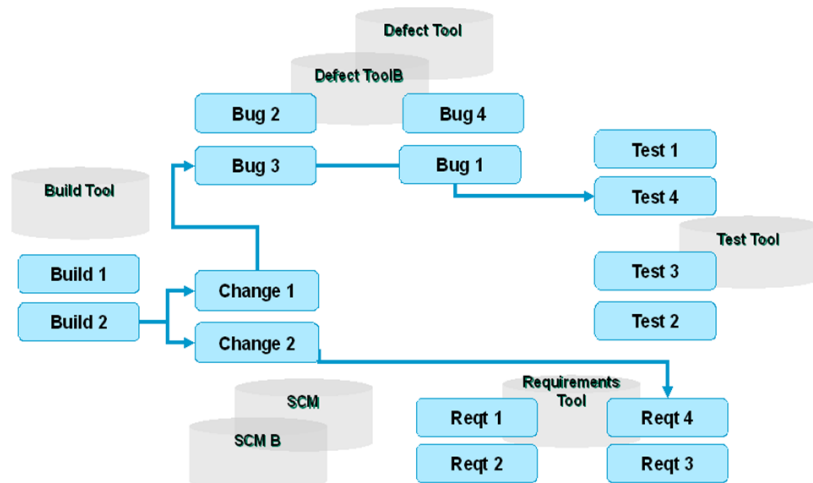 Defect Tool
Defect ToolB
Bug 2
Bug 4
Test 1
Bug 3
Bug 1
Build Tool
Test 4
Test Tool
Build 1
Change 1
Test 3
Build 2
Change 2
Test 2
Requirements
Tool
SCM
Reqt 1
Reqt 4
SCM B
Reqt 2
Reqt 3